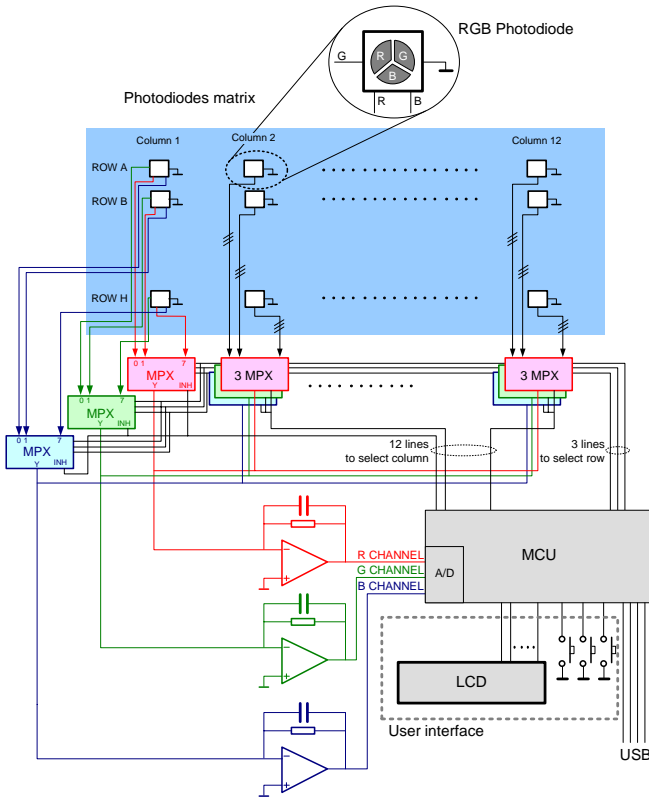 RGB Photodiode
G
R
G
B
R
B
Photodiodes matrix
Column 1
Column 2
Column 12
ROW A
ROW B
ROW H
0 1
7
MPX
Y
INH
3 MPX
3 MPX
0 1
7
MPX
Y
INH
0 1
7
MPX
Y
INH
12 lines
to select column
3 lines
to select row
R CHANNEL
G CHANNEL
B CHANNEL
A/D
MCU
−
+
−
+
−
+
LCD
User interface
USB